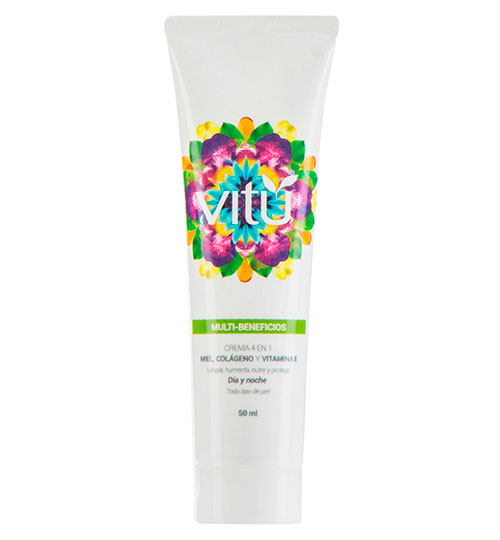 vitú
MULTI-BENEFICIOS
CREMA 4 EN 1
MIEL, COLÁGENO Y VITAMINA E
Limpia, humecta, nutre y protege
Día y noche
Todo tipo de piel
50 ml